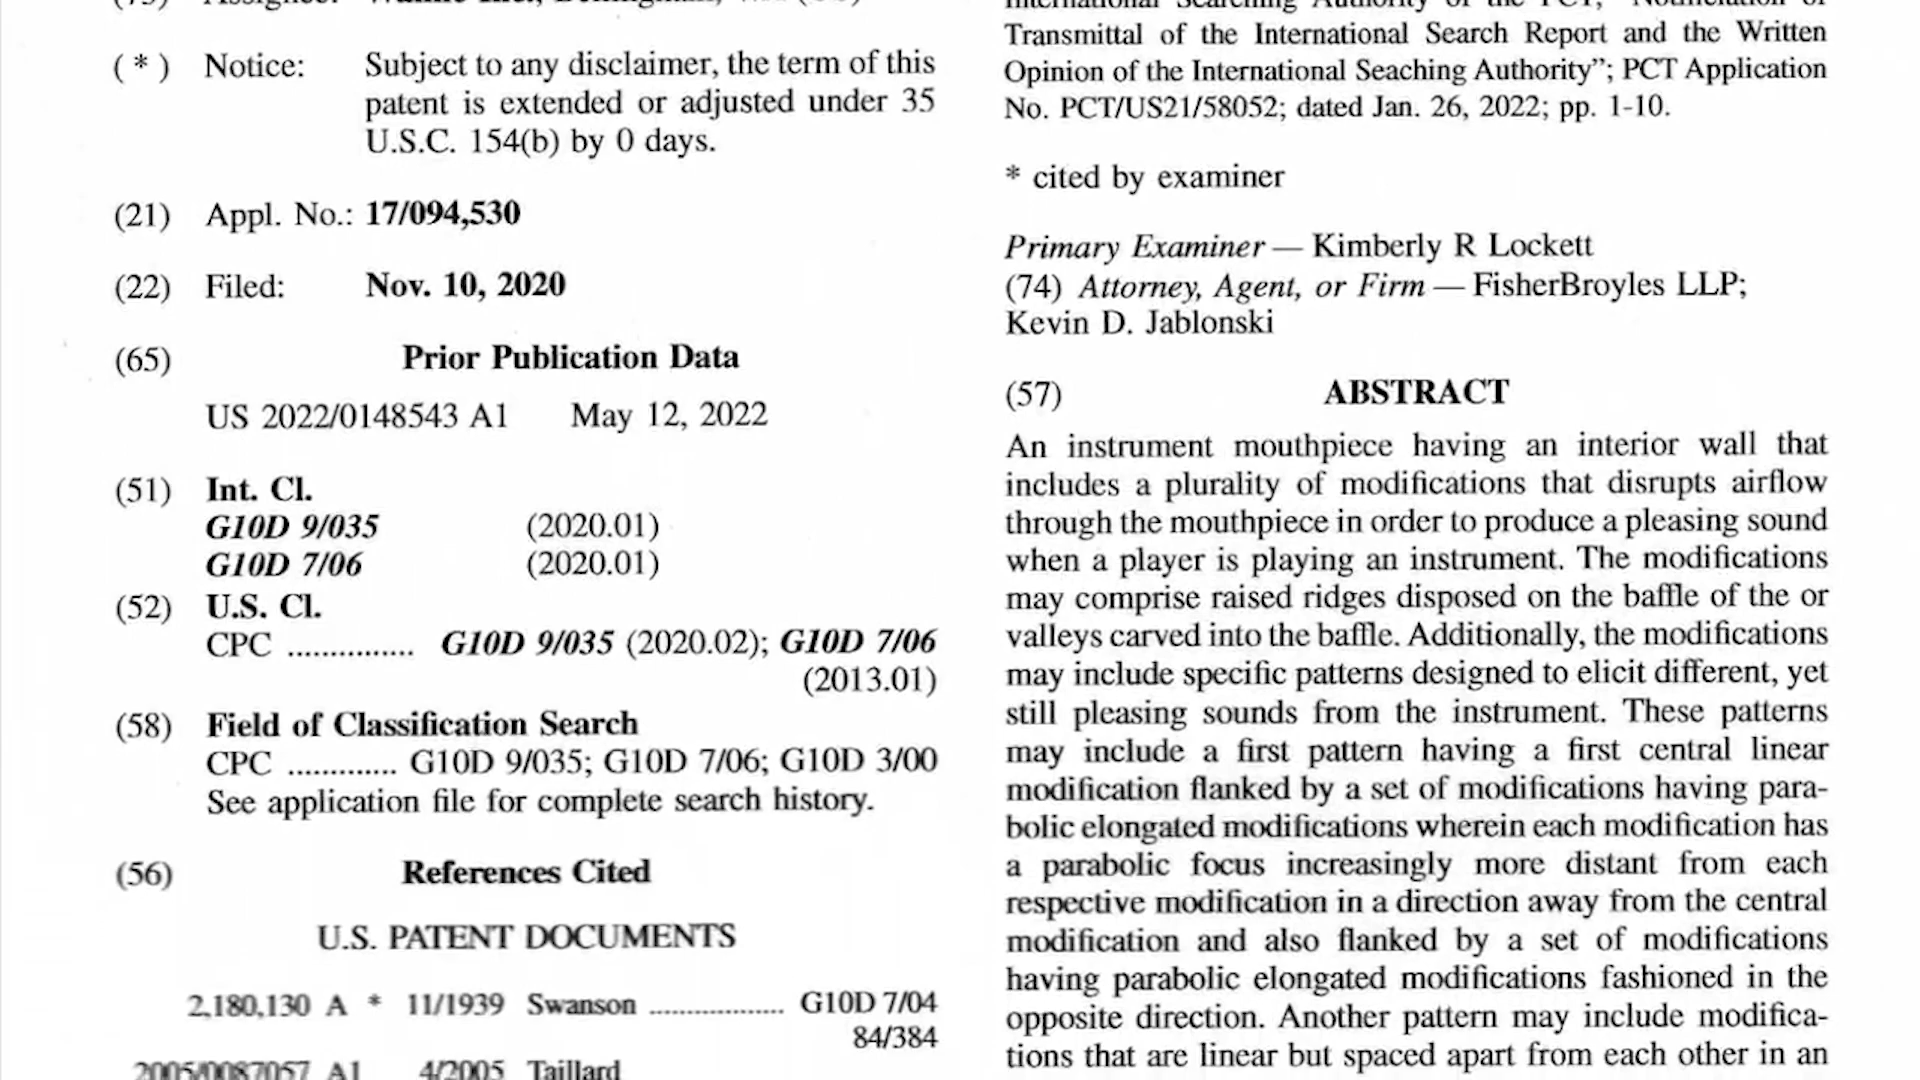 Subject to any disclaimer, the term of this
( * ) Notice:
patent is extended or adjusted under 35
U.S.C. 154(b) by 0 days.
(21) Appl. No.: 17/094,530
(22) Filed: Nov. 10, 2020
(65) Prior Publication Data
US 2022/0148543 A1 May 12, 2022
(51) Int. Cl.
G10D 9/035 (2020.01)
G10D 7/06 (2020.01)
(52) U.S. Cl.
CPC ............... G10D 9/035 (2020.02); G10D 7/06
(2013.01)
(58) Field of Classification Search
CPC ............. G10D 9/035; G10D 7/06; G10D 3/00
See application file for complete search history.
(56) References Cited
U.S. PATENT DOCUMENTS
2,180,130 A * 11/1939 Swanson .................. G10D 7/04
84/384
2005/0087057 A1 4/2005 Taillard
International Searching Authority of the PCT, "Notification of
Transmittal of the International Search Report and the Written
Opinion of the International Seaching Authority”; PCT Application
No. PCT/US21/58052; dated Jan. 26, 2022; pp. 1-10.
* cited by examiner
Primary Examiner — Kimberly R Lockett
(74) Attorney, Agent, or Firm — FisherBroyles LLP;
Kevin D. Jablonski
(57) ABSTRACT
An instrument mouthpiece having an interior wall that
includes a plurality of modifications that disrupts airflow
through the mouthpiece in order to produce a pleasing sound
when a player is playing an instrument. The modifications
may comprise raised ridges disposed on the baffle of the or
valleys carved into the baffle. Additionally, the modifications
may include specific patterns designed to elicit different, yet
still pleasing sounds from the instrument. These patterns
may include a first pattern having a first central linear
modification flanked by a set of modifications having para-
bolic elongated modifications wherein each modification has
a parabolic focus increasingly more distant from each
respective modification in a direction away from the central
modification and also flanked by a set of modifications
having parabolic elongated modifications fashioned in the
opposite direction. Another pattern may include modifica-
tions that are linear but spaced apart from each other in an